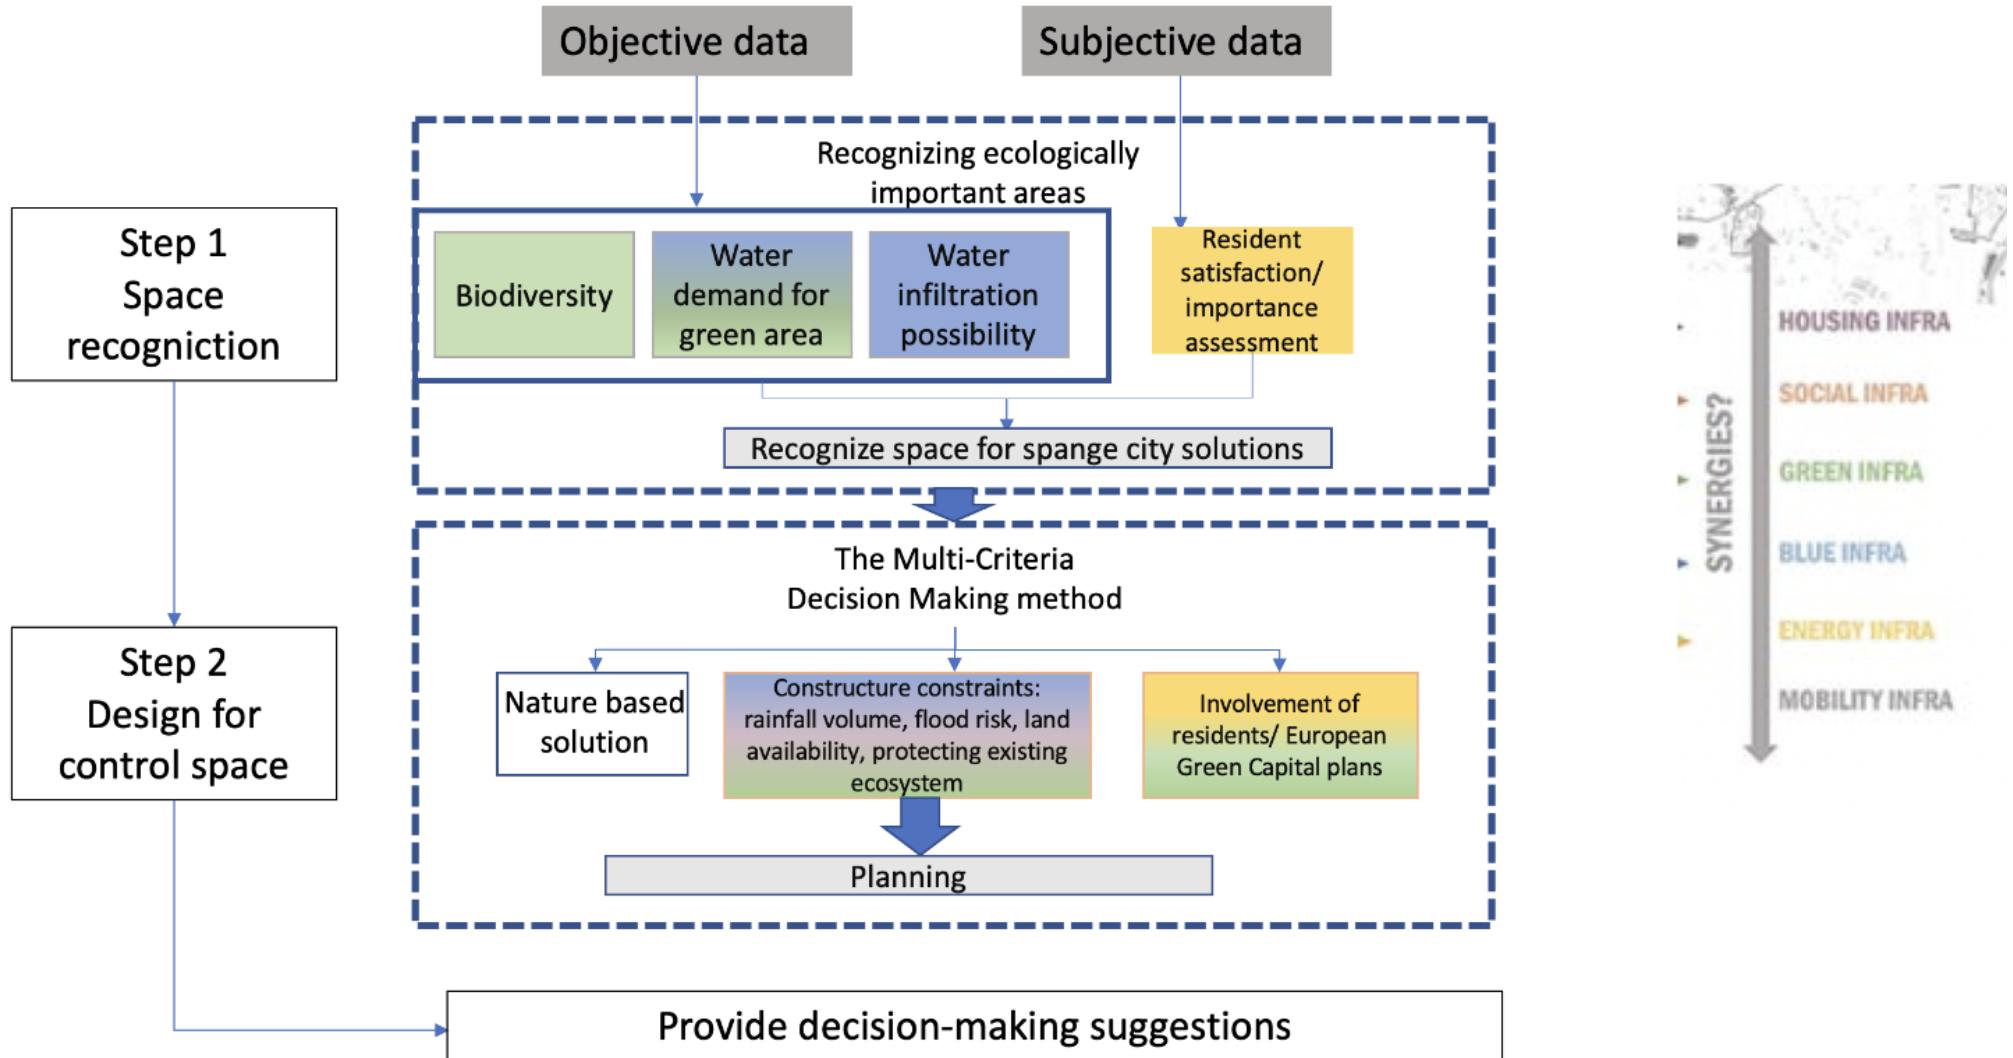 Objective data
Subjective data
Recognizing ecologically
important areas
Step 1
Space
recogniction
Biodiversity
Water
demand for
green area
Water
infiltration
possibility
Resident
satisfaction/
importance
assessment
Recognize space for spange city solutions
The Multi-Criteria
Decision Making method
Step 2
Design for
control space
Nature based
solution
Constructure constraints:
rainfall volume, flood risk, land
availability, protecting existing
ecosystem
Involvement of
residents/ European
Green Capital plans
Planning
Provide decision-making suggestions
SYNERGIES?
HOUSING INFRA
SOCIAL INFRA
GREEN INFRA
BLUE INFRA
ENERGY INFRA
MOBILITY INFRA